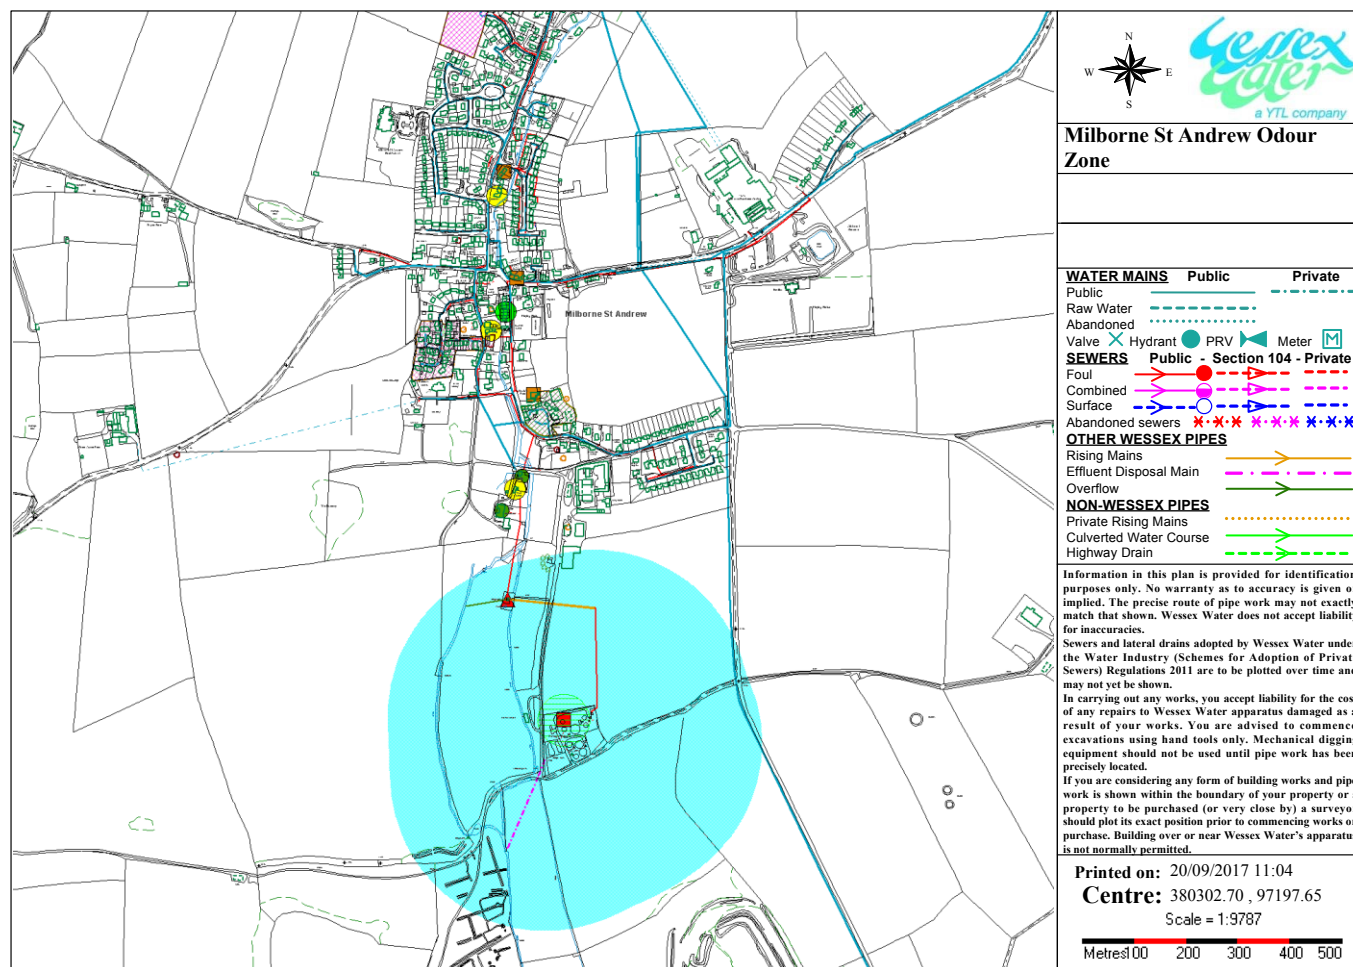 Milborne St Andrew
N
W E
S
Wessex
Water
a YTL company
Milborne St Andrew Odour
Zone
WATER MAINS Public Private
Public
Raw Water
Abandoned
Valve Hydrant PRV Meter M
SEWERS Public - Section 104 - Private
Foul
Combined
Surface
Abandoned sewers
OTHER WESSEX PIPES
Rising Mains
Effluent Disposal Main
Overflow
NON-WESSEX PIPES
Private Rising Mains
Culverted Water Course
Highway Drain
Information in this plan is provided for identification
purposes only. No warranty as to accuracy is given o
implied. The precise route of pipe work may not exactly
match that shown. Wessex Water does not accept liability
for inaccuracies.
Sewers and lateral drains adopted by Wessex Water unde
the Water Industry (Schemes for Adoption of Privat
Sewers) Regulations 2011 are to be plotted over time and
may not yet be shown.
In carrying out any works, you accept liability for the cos
of any repairs to Wessex Water apparatus damaged as
result of your works. You are advised to commence
excavations using hand tools only. Mechanical digging
equipment should not be used until pipe work has been
precisely located.
If you are considering any form of building works and pipe
work is shown within the boundary of your property or
property to be purchased (or very close by) a surveyo
should plot its exact position prior to commencing works o
purchase. Building over or near Wessex Water's apparatus
is not normally permitted.
Printed on: 20/09/2017 11:04
Centre: 380302.70 , 97197.65
Scale = 1:9787
Metres 100 200 300 400 500